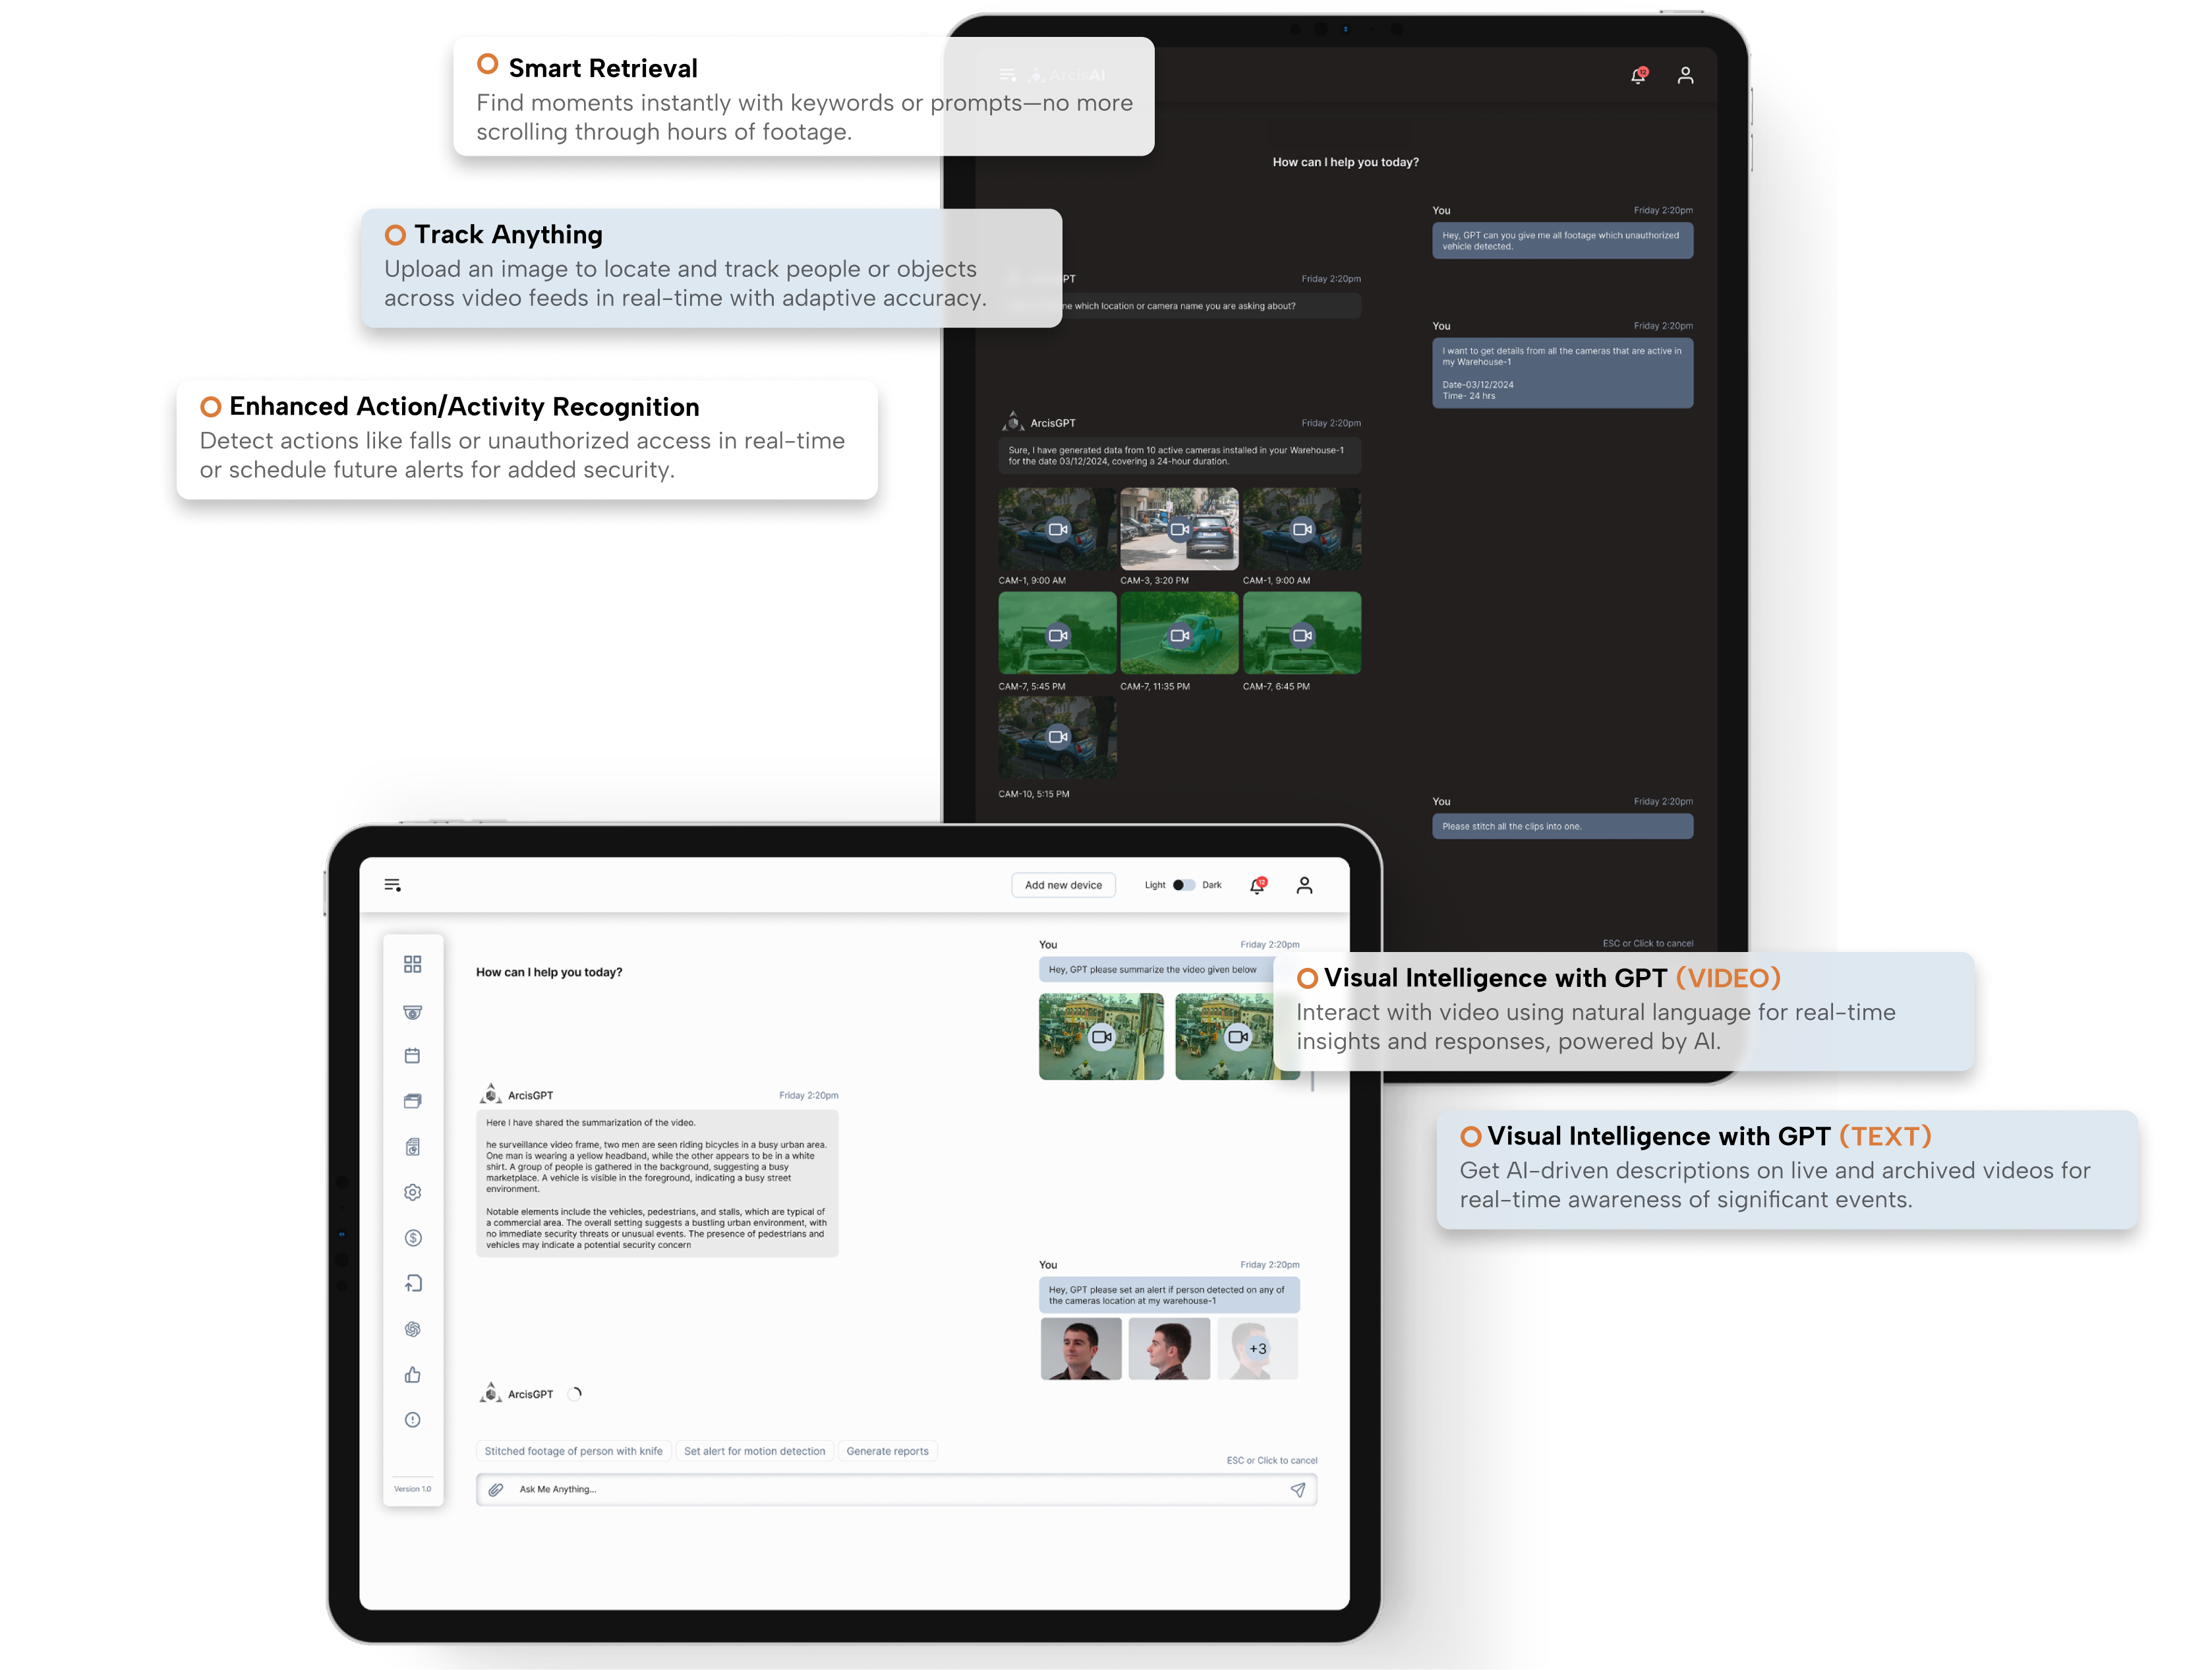 Smart Retrieval
Find moments instantly with keywords or prompts—no more
scrolling through hours of footage.
Track Anything
Upload an image to locate and track people or objects
across video feeds in real-time with adaptive accuracy.
Enhanced Action/Activity Recognition
Detect actions like falls or unauthorized access in real-time
or schedule future alerts for added security.
ArcisAI
12
How can I help you today?
You
Friday 2:20pm
Hey, GPT can you give me all footage which unauthorized
vehicle detected.
PT
Friday 2:20pm
which location or camera name you are asking about?
You
Friday 2:20pm
I want to get details from all the cameras that are active in
my Warehouse-1
Date-03/12/2024
Time- 24 hrs
ArcisGPT
Friday 2:20pm
Sure, I have generated data from 10 active cameras installed in your Warehouse-1
for the date 03/12/2024, covering a 24-hour duration.
CAM-1, 9:00 AM
CAM-3, 3:20 PM
CAM-1, 9:00 AM
CAM-7, 5:45 PM
CAM-7, 11:35 PM
CAM-7, 6:45 PM
CAM-10, 5:15 PM
You
Friday 2:20pm
Please stitch all the clips into one.
ESC or Click to cancel
Add new device
Light
Dark
12
How can I help you today?
You
Friday 2:20pm
Hey, GPT please summarize the video given below
ArcisGPT
Friday 2:20pm
Here I have shared the summarization of the video.
he surveillance video frame, two men are seen riding bicycles in a busy urban area.
One man is wearing a yellow headband, while the other appears to be in a white
shirt. A group of people is gathered in the background, suggesting a busy
marketplace. A vehicle is visible in the foreground, indicating a busy street
environment.
Notable elements include the vehicles, pedestrians, and stalls, which are typical of
a commercial area. The overall setting suggests a bustling urban environment, with
no immediate security threats or unusual events. The presence of pedestrians and
vehicles may indicate a potential security concern
You
Friday 2:20pm
Hey, GPT please set an alert if person detected on any of
the cameras location at my warehouse-1
+3
ArcisGPT
Stitched footage of person with knife
Set alert for motion detection
Generate reports
ESC or Click to cancel
Ask Me Anything...
Version 1.0
Visual Intelligence with GPT (VIDEO)
Interact with video using natural language for real-time
insights and responses, powered by AI.
Visual Intelligence with GPT (TEXT)
Get AI-driven descriptions on live and archived videos for
real-time awareness of significant events.